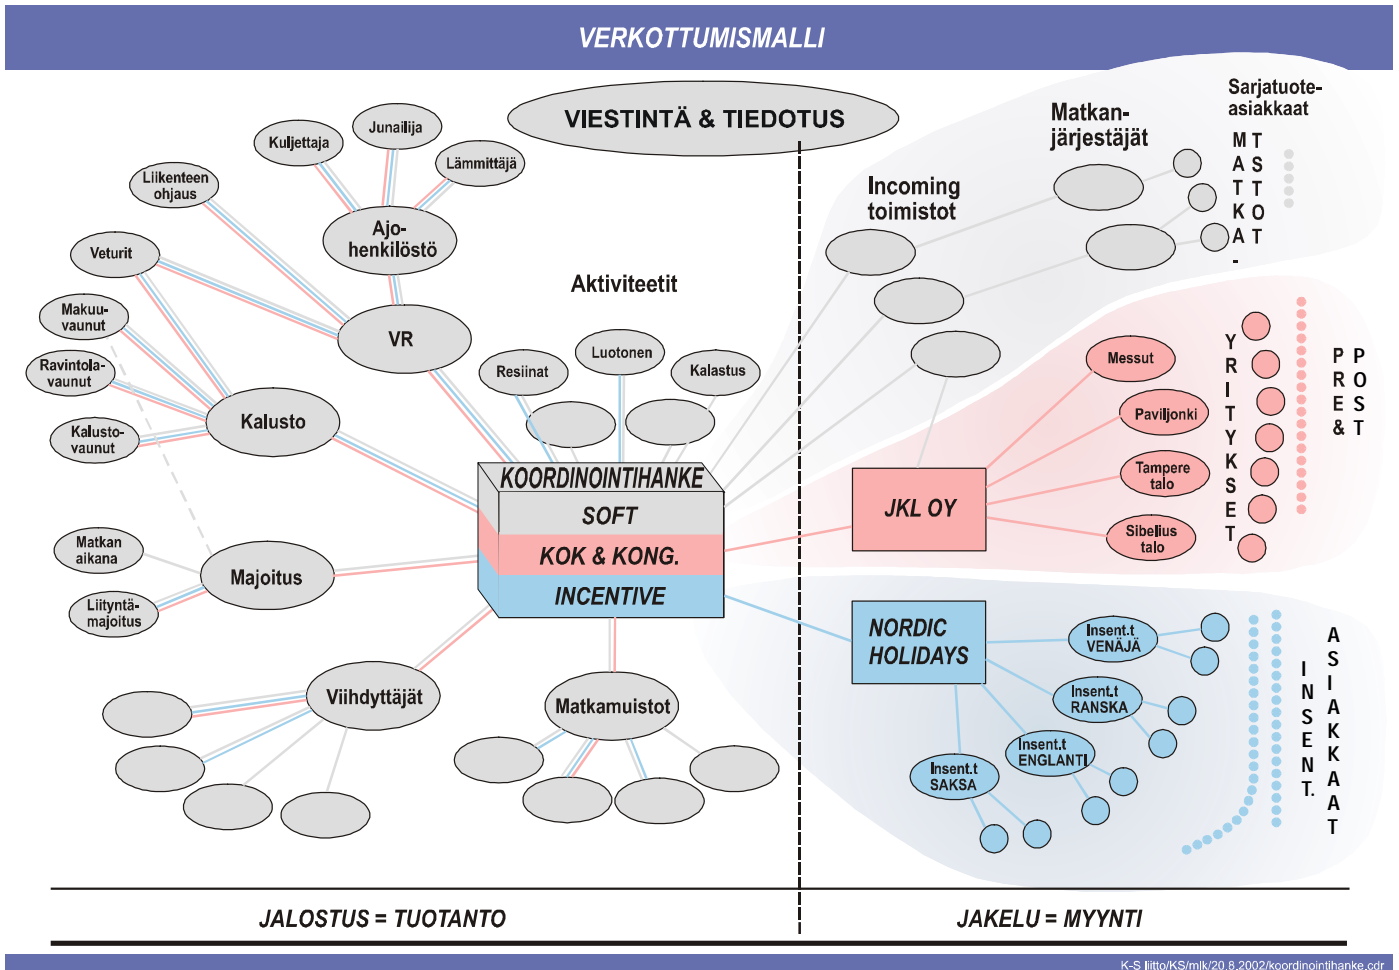 VERKOTTUMISMALLI
VIESTINTÄ & TIEDOTUS
Kuljettaja
Junailija
Lämmittäjä
Liikenteen
ohjaus
Ajo-
henkilöstö
Veturit
VR
Makuu-
vaunut
Ravintola-
vaunut
Kalusto-
vaunut
Kalusto
Aktiviteetit
Resiinat
Luotonen
Kalastus
KOORDINOINTIHANKE
SOFT
KOK & KONG.
INCENTIVE
Matkan
aikana
Liityntä-
majoitus
Majoitus
Viihdyttäjät
Matkamuistot
Incoming
toimistot
Matkan-
järjestäjät
Sarjatuote-
asiakkaat
MATKA-
TSTOT
JKL OY
Messut
Paviljonki
Tampere
talo
Sibelius
talo
YRITYKSET
PRE &
POST
NORDIC
HOLIDAYS
Insent.t
VENÄJÄ
Insent.t
RANSKA
Insent.t
ENGLANTI
Insent.t
SAKSA
INSENT.
ASIAKKAAT
JALOSTUS = TUOTANTO
JAKELU = MYYNTI
K-S liitto/KS/mlk/20.8.2002/koordinointihanke.cdr